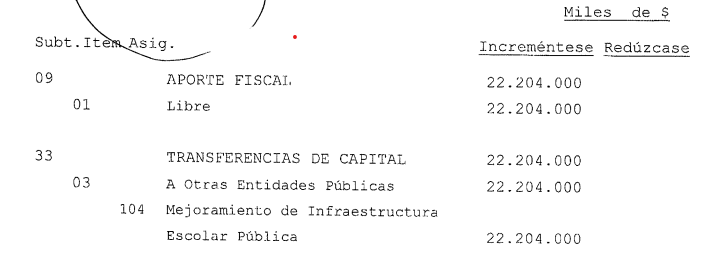 Miles de $
Subt.Item Asig. Increméntese Redúzcase
09 APORTE FISCAL 22.204.000
01 Libre 22.204.000
33 TRANSFERENCIAS DE CAPITAL 22.204.000
03 A Otras Entidades Públicas 22.204.000
104 Mejoramiento de Infraestructura
Escolar Pública 22.204.000